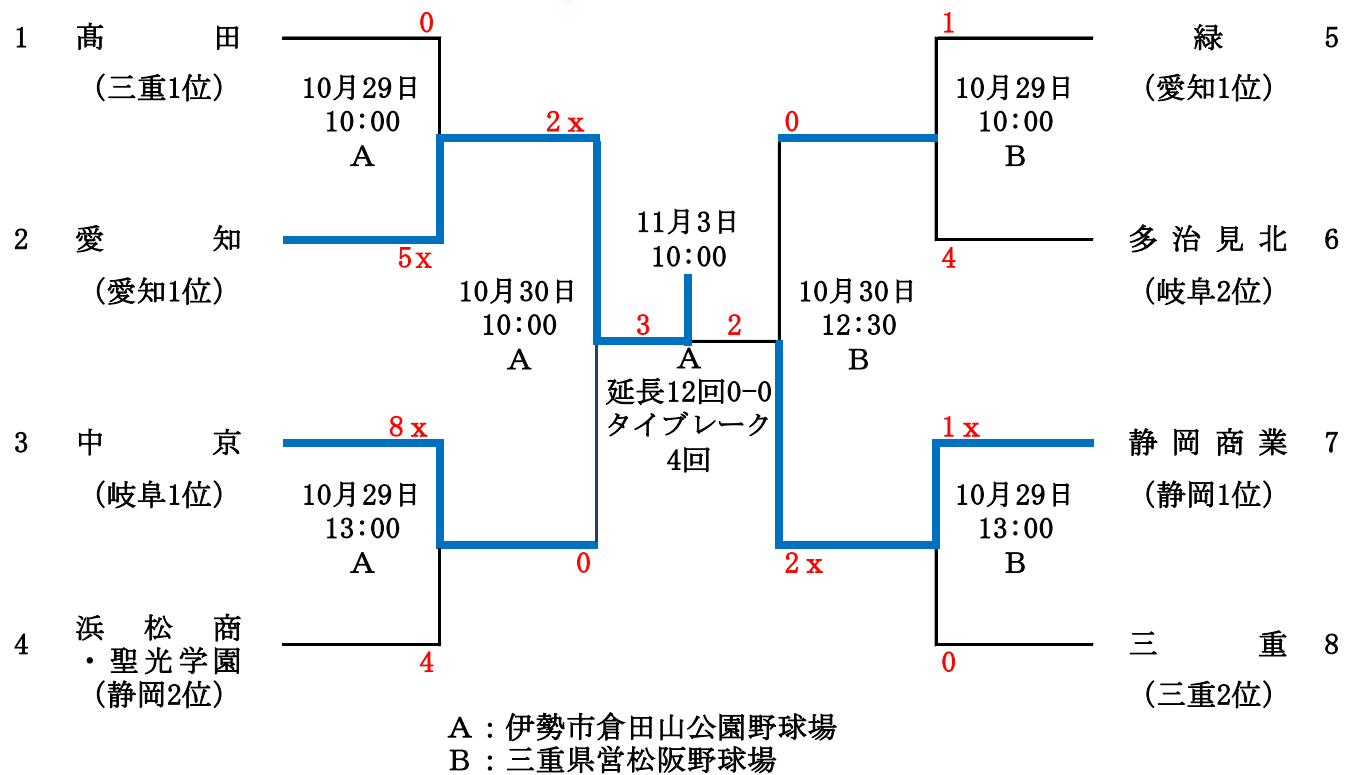 0
1 髙 田
(三重1位)
10月29日
10:00
A
2x
2 愛 知
5x
(愛知1位)
10月30日
10:00
A
3 中 京
8x
(岐阜1位)
10月29日
13:00
A
0
4 浜 松 商
・聖光学園
4
(静岡2位)
11月3日
10:00
3
2
A
延長12回0-0
タイブレーク
4回
1
緑 5
(愛知1位)
10月29日
10:00
B
0
多治見北 6
4
(岐阜2位)
10月30日
12:30
B
1x
静岡商業 7
(静岡1位)
10月29日
13:00
B
2x
三 重 8
0
(三重2位)
A:伊勢市倉田山公園野球場
B:三重県営松阪野球場